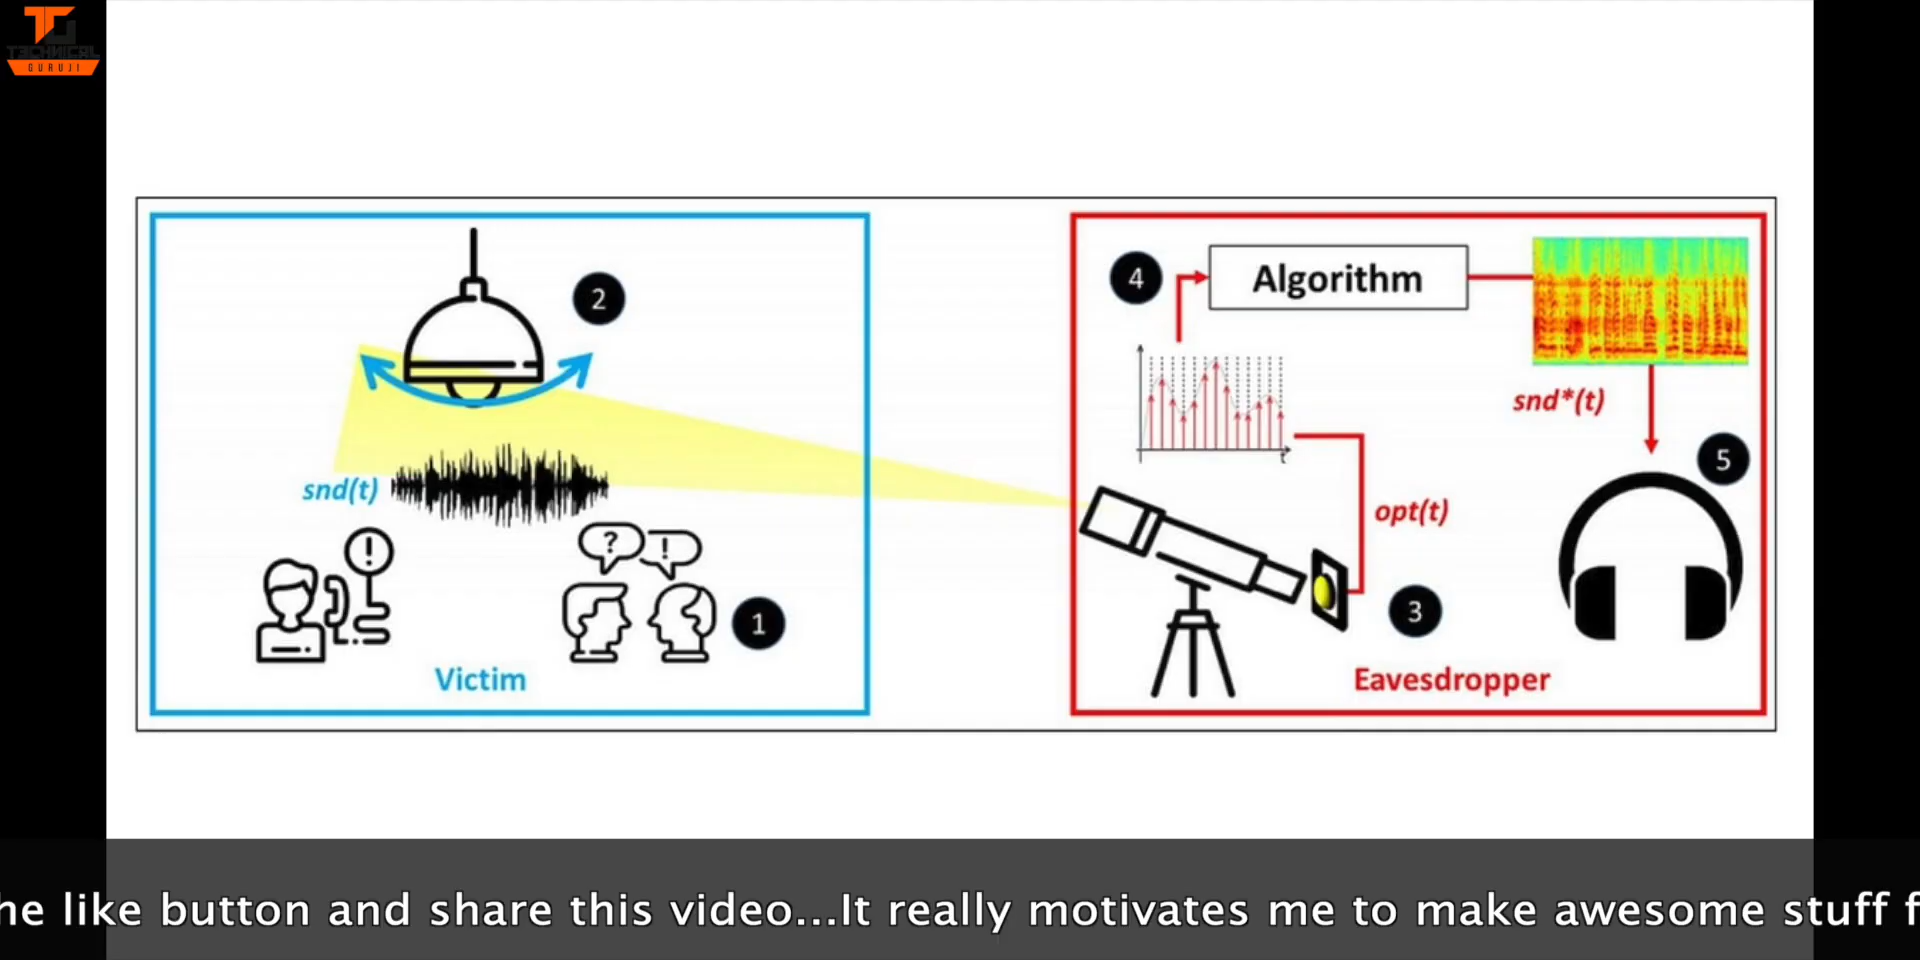 TECHNICAL
GURUJI
2
snd(t)
?
!
!
1
Victim
4
Algorithm
snd*(t)
t
opt(t)
5
3
Eavesdropper
he like button and share this video...It really motivates me to make awesome stuff f